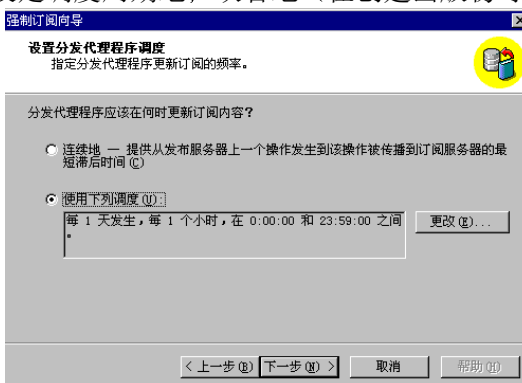 强制订阅向导
设置分发代理程序调度
指定分发代理程序更新订阅的频率。
分发代理程序应该在何时更新订阅内容?
连续地 — 提供从发布服务器上一个操作发生到该操作被传播到订阅服务器的最
短滞后时间(C)
使用下列调度(U):
每 1 天发生，每 1 个小时，在 0:00:00 和 23:59:00 之间
。
更改(E)...
< 上一步(B) 下一步(N) > 取消 帮助(H)